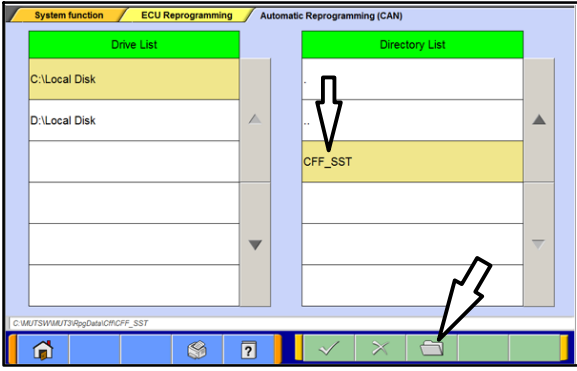 System function ECU Reprogramming Automatic Reprogramming (CAN)
Drive List
Directory List
C:\Local Disk
.
D:\Local Disk
..
CFF_SST
C:\MUTSW\MUT3\RpgData\Cff\CFF_SST
?